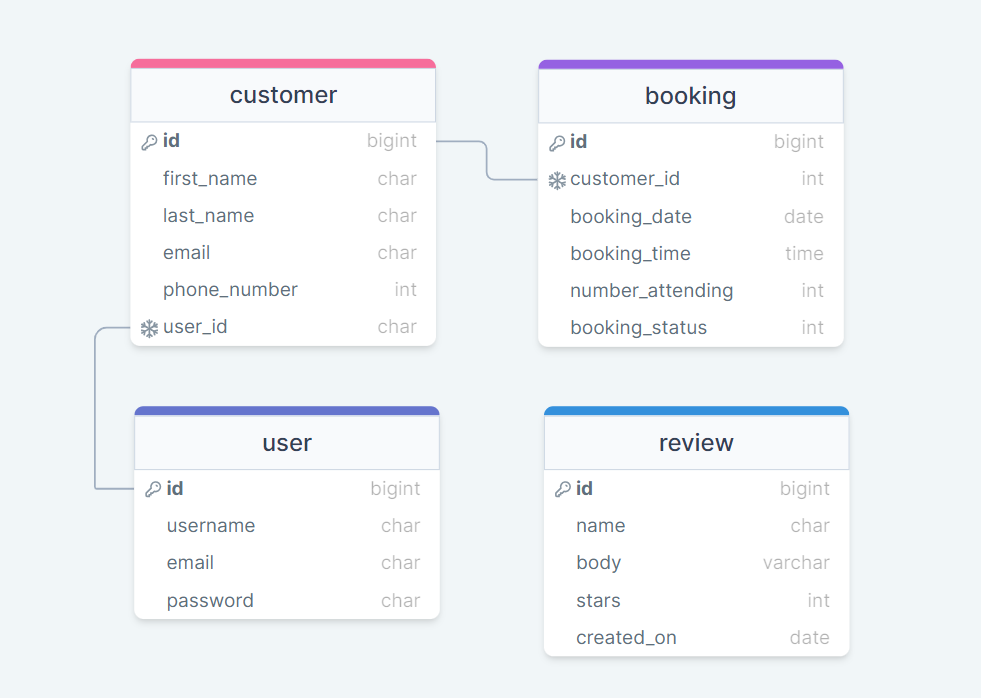 customer
id bigint
first_name char
last_name char
email char
phone_number int
user_id char
booking
id bigint
customer_id int
booking_date date
booking_time time
number_attending int
booking_status int
user
id bigint
username char
email char
password char
review
id bigint
name char
body varchar
stars int
created_on date